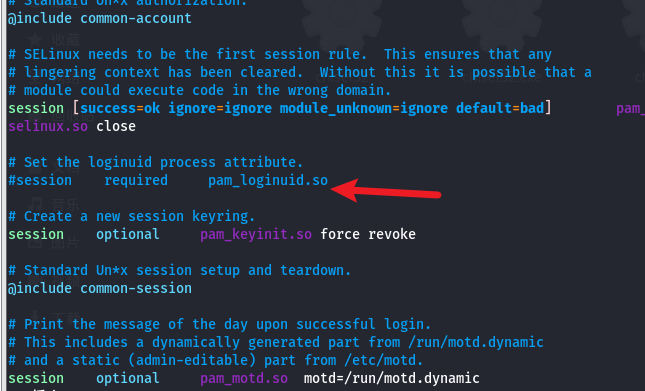 # Standard Un*x authorization.
@include common-account
# SELinux needs to be the first session rule.  This ensures that any
# lingering context has been cleared.  Without this it is possible that a
# module could execute code in the wrong domain.
session [success=ok ignore=ignore module_unknown=ignore default=bad]        pam_
selinux.so close
# Set the loginuid process attribute.
#session    required     pam_loginuid.so
# Create a new session keyring.
session    optional     pam_keyinit.so force revoke
# Standard Un*x session setup and teardown.
@include common-session
# Print the message of the day upon successful login.
# This includes a dynamically generated part from /run/motd.dynamic
# and a static (admin-editable) part from /etc/motd.
session    optional     pam_motd.so  motd=/run/motd.dynamic